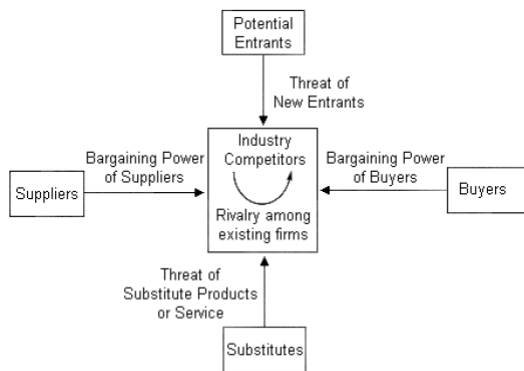 Potential
Entrants
Threat of
New Entrants
Industry
Competitors
Bargaining Power
of Suppliers
Bargaining Power
of Buyers
Suppliers
Buyers
Rivalry among
existing firms
Threat of
Substitute Products
or Service
Substitutes